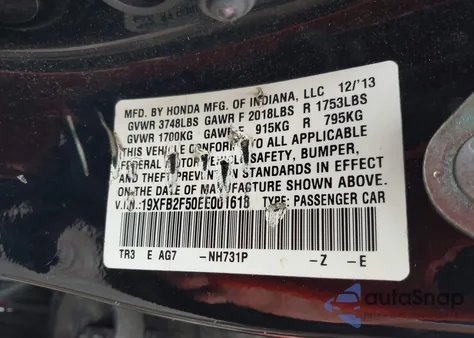 MFD. BY HONDA MFG. OF INDIANA, LLC 12/'13
GVWR 3748LBS GAWR F 2018LBS R 1753LBS
GVWR 1700KG F 915KG R 795KG
THIS VEHICLE CONFORMS TO ALL APPLICABLE
FEDERAL MOTOR VEHICLE SAFETY, BUMPER,
AND THEFT PREVENTION STANDARDS IN EFFECT
ON THE DATE OF MANUFACTURE SHOWN ABOVE.
V.I.N.: 19XFB2F50EE001618 TYPE: PASSENGER CAR
TR3 E AG7 -NH731P -Z -E
autoSnap